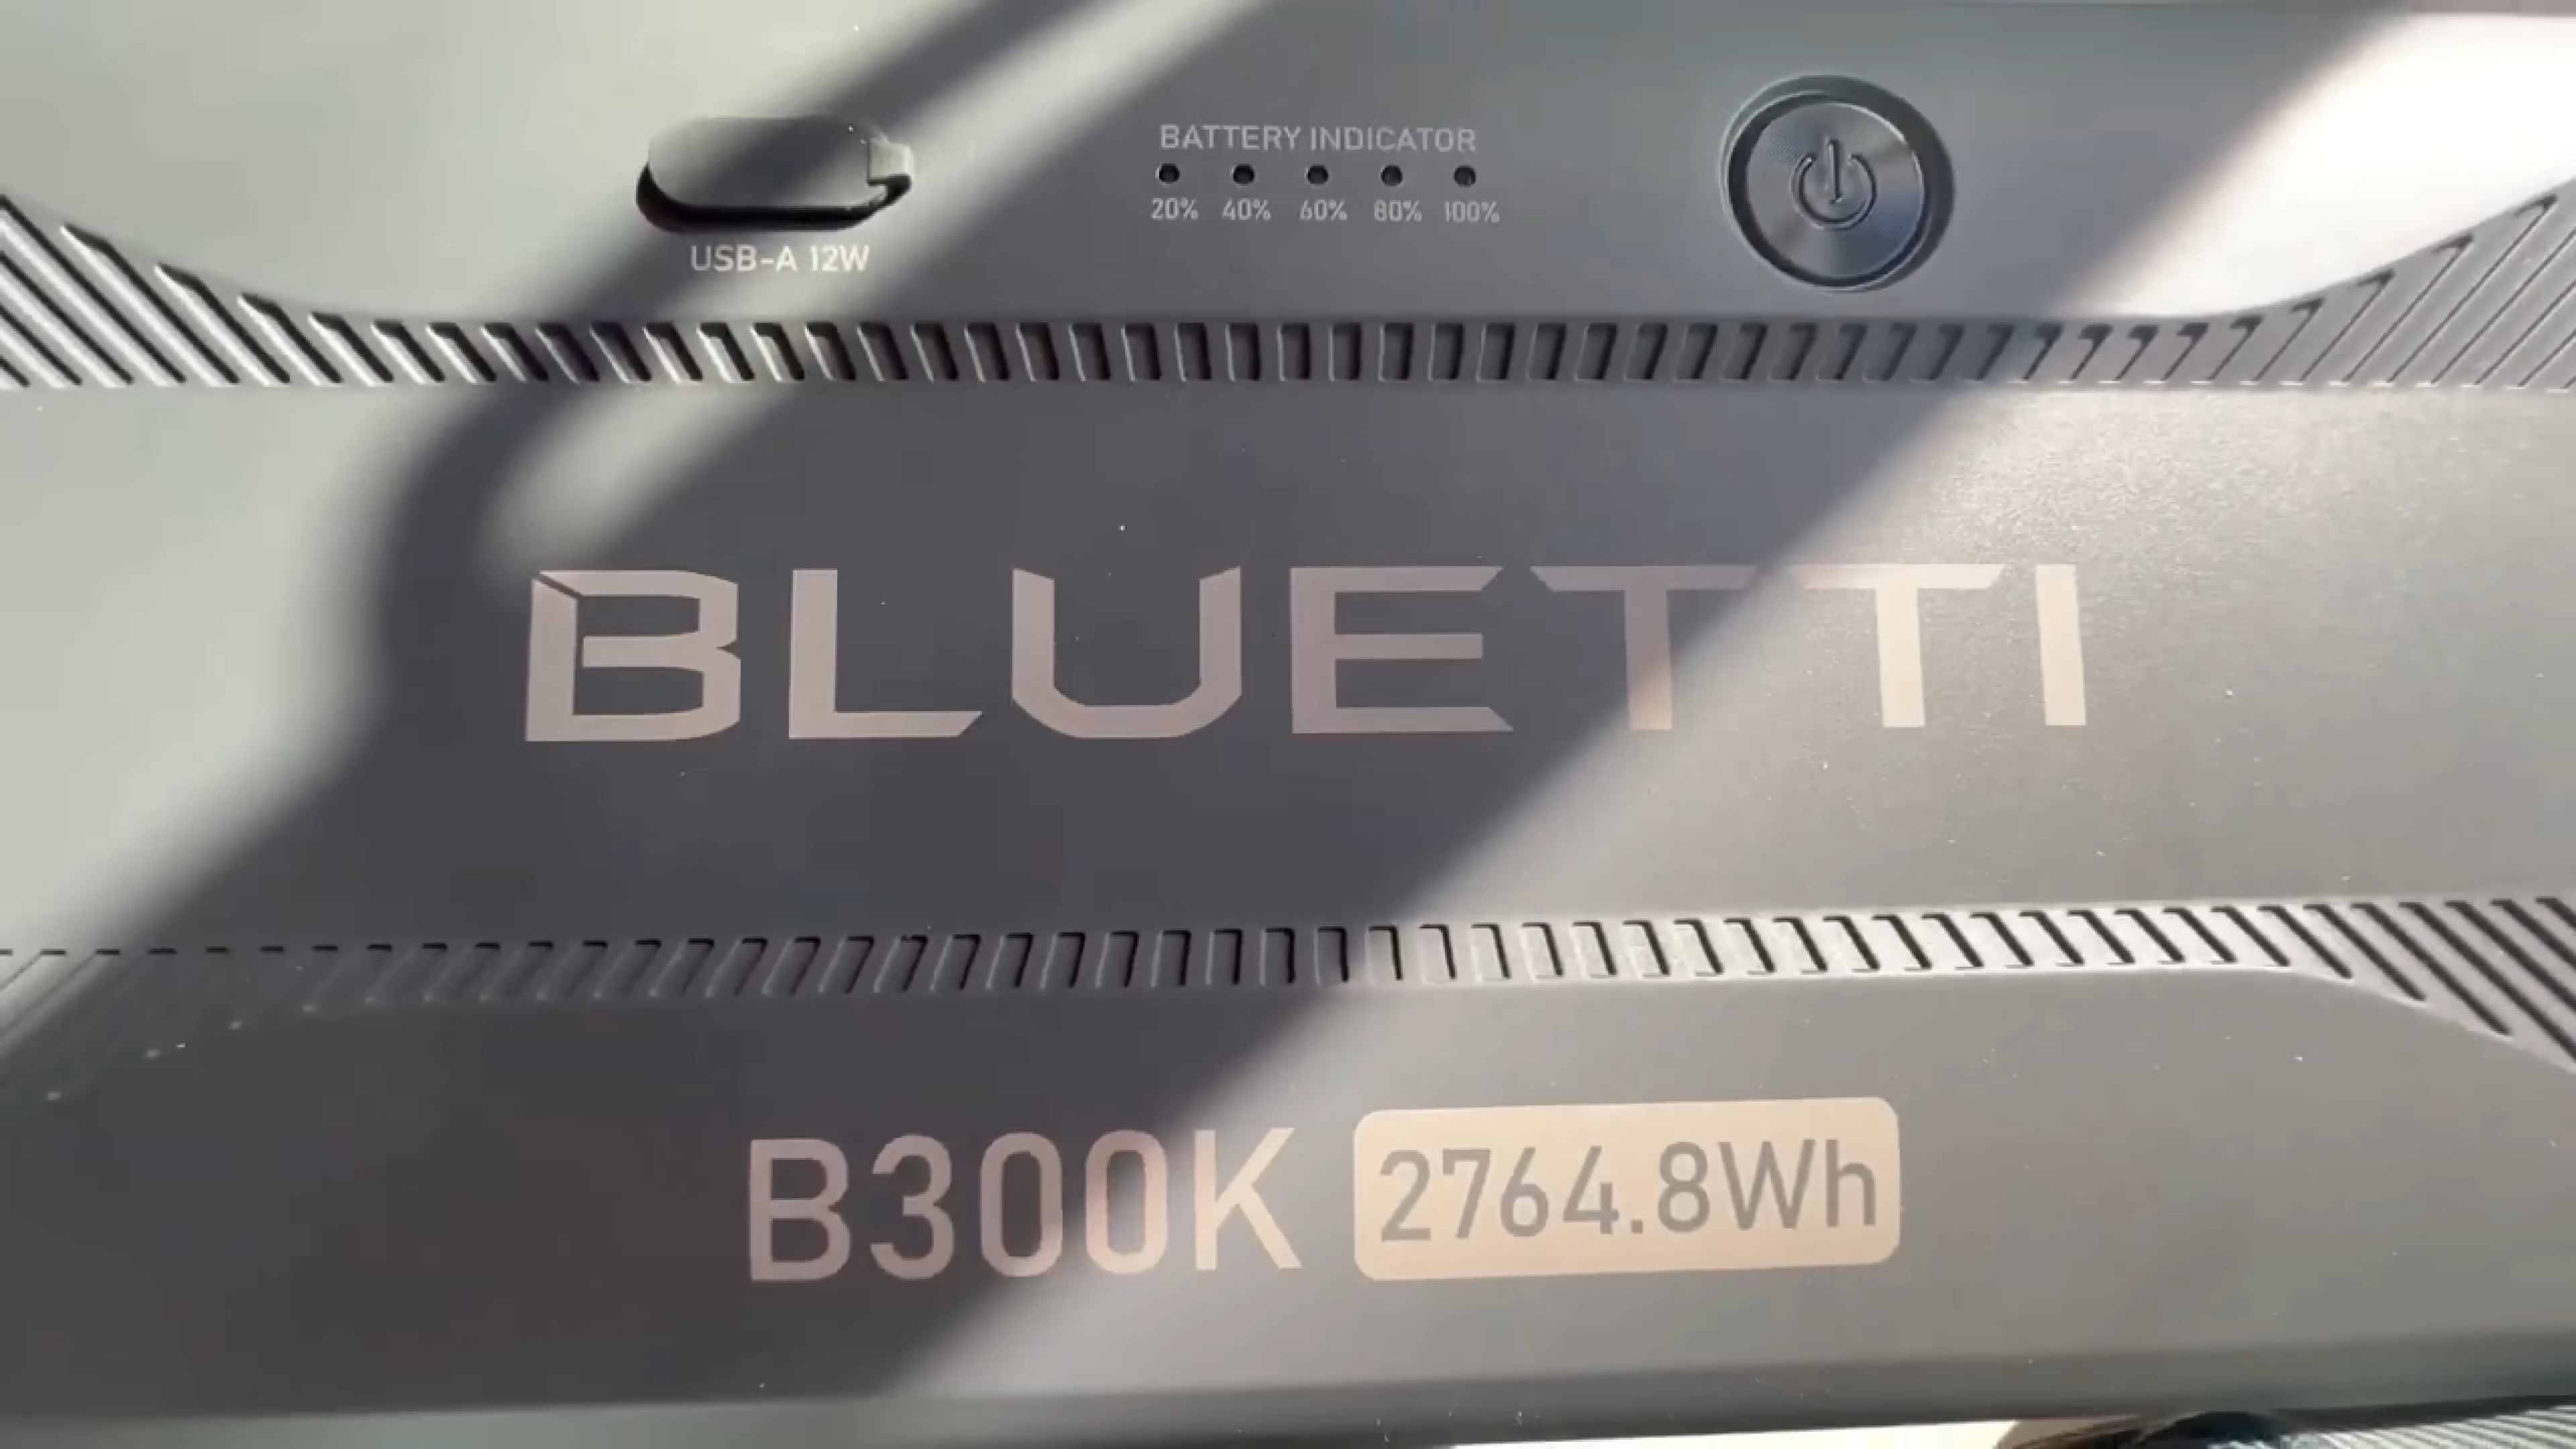 BATTERY INDICATOR
20% 40% 60% 80% 100%
USB-A 12W
BLUETTI
B300K 2764.8Wh